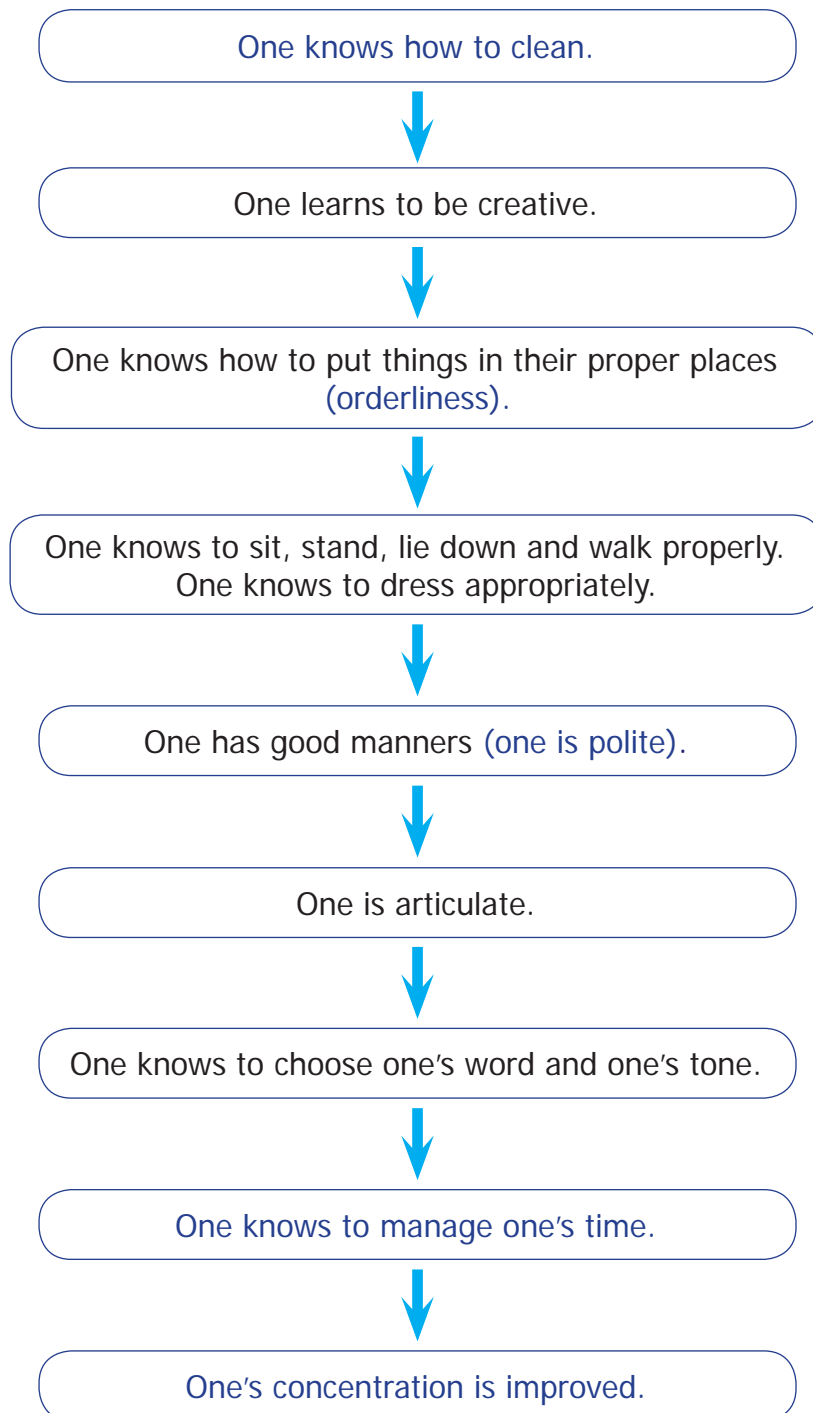 One knows how to clean.
One learns to be creative.
One knows how to put things in their proper places
(orderliness).
One knows to sit, stand, lie down and walk properly.
One knows to dress appropriately.
One has good manners (one is polite).
One is articulate.
One knows to choose one’s word and one’s tone.
One knows to manage one’s time.
One’s concentration is improved.